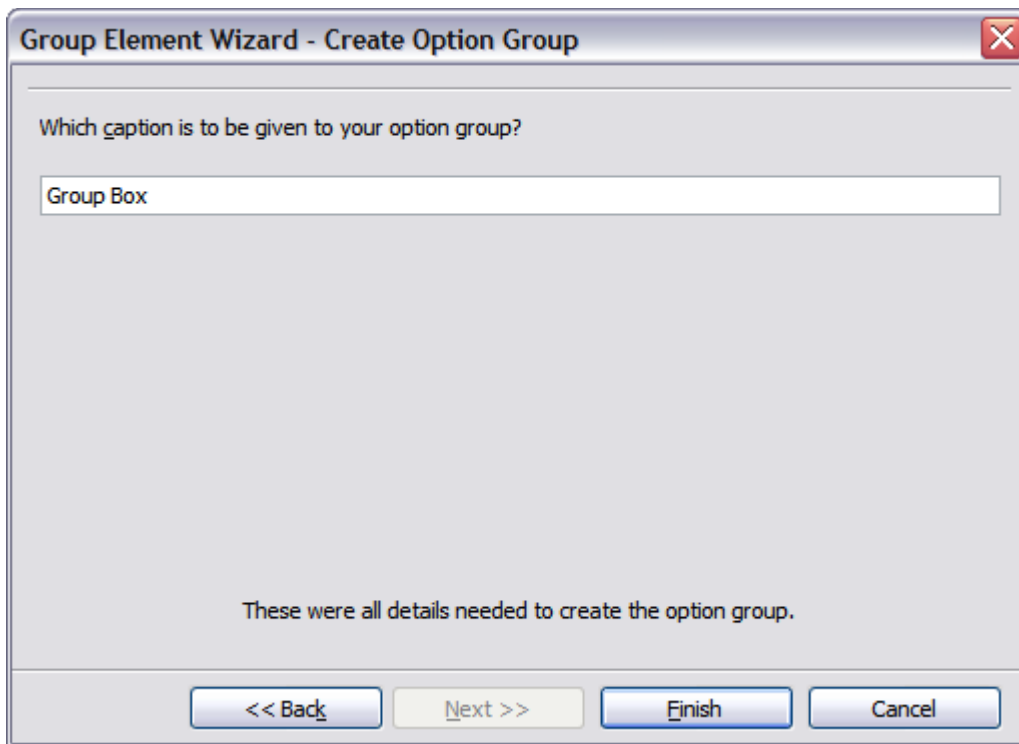 Group Element Wizard - Create Option Group
Which caption is to be given to your option group?
Group Box
These were all details needed to create the option group.
<< Back
Next >>
Finish
Cancel